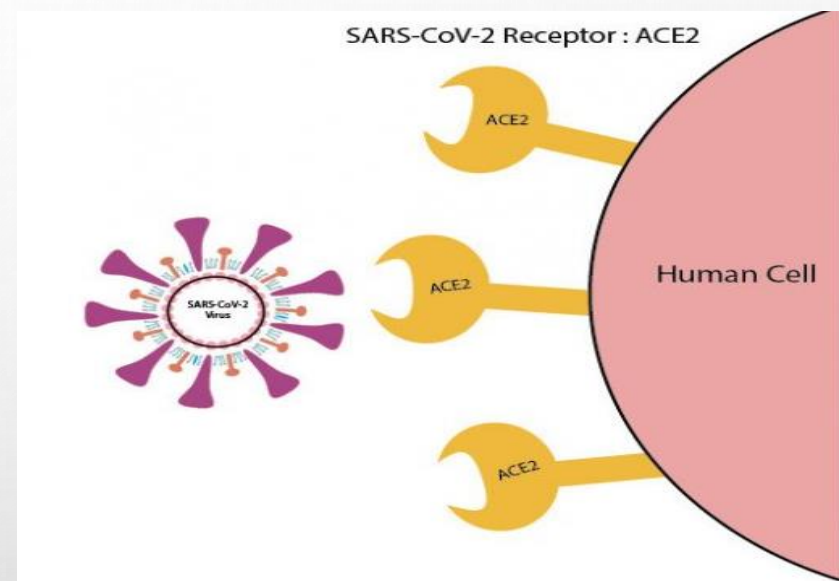 SARS-CoV-2 Receptor : ACE2
ACE2
ACE2
SARS-CoV-2
Virus
Human Cell
ACE2